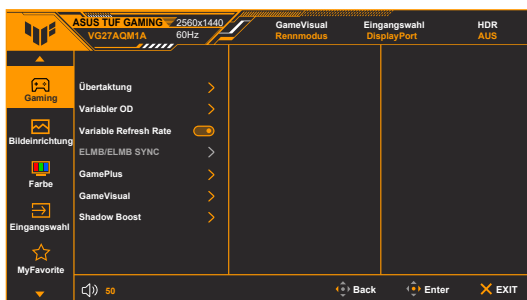 ASUS TUF GAMING
VG27AQM1A
2560x1440
60Hz
GameVisual
Rennmodus
Eingangswahl
DisplayPort
HDR
AUS
Gaming
Bildeinrichtung
Farbe
Eingangswahl
MyFavorite
Übertaktung
Variabler OD
Variable Refresh Rate
ELMB/ELMB SYNC
GamePlus
GameVisual
Shadow Boost
50
Back
Enter
EXIT